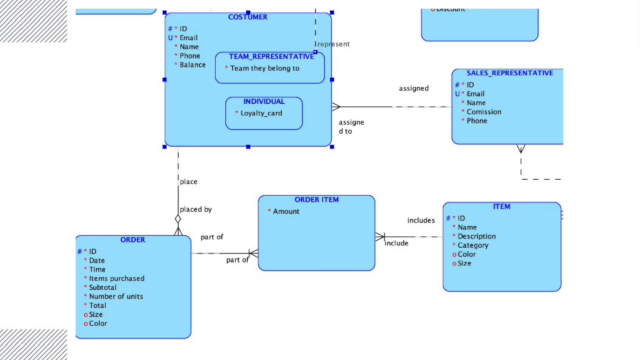 Discount
COSTUMER
# * ID
U * Email
* Name
* Phone
* Balance
represent
TEAM_REPRESENTATIVE
* Team they belong to
INDIVIDUAL
* Loyalty_card
assigned
assigne
d to
SALES_REPRESENTATIVE
# * ID
U * Email
* Name
* Comission
* Phone
place
placed by
ORDER
# * ID
* Date
* Time
* Items purchased
* Subtotal
* Number of units
* Total
o Size
o Color
part of
part of
ORDER ITEM
* Amount
includes
include
ITEM
# * ID
* Name
* Description
* Category
o Color
o Size